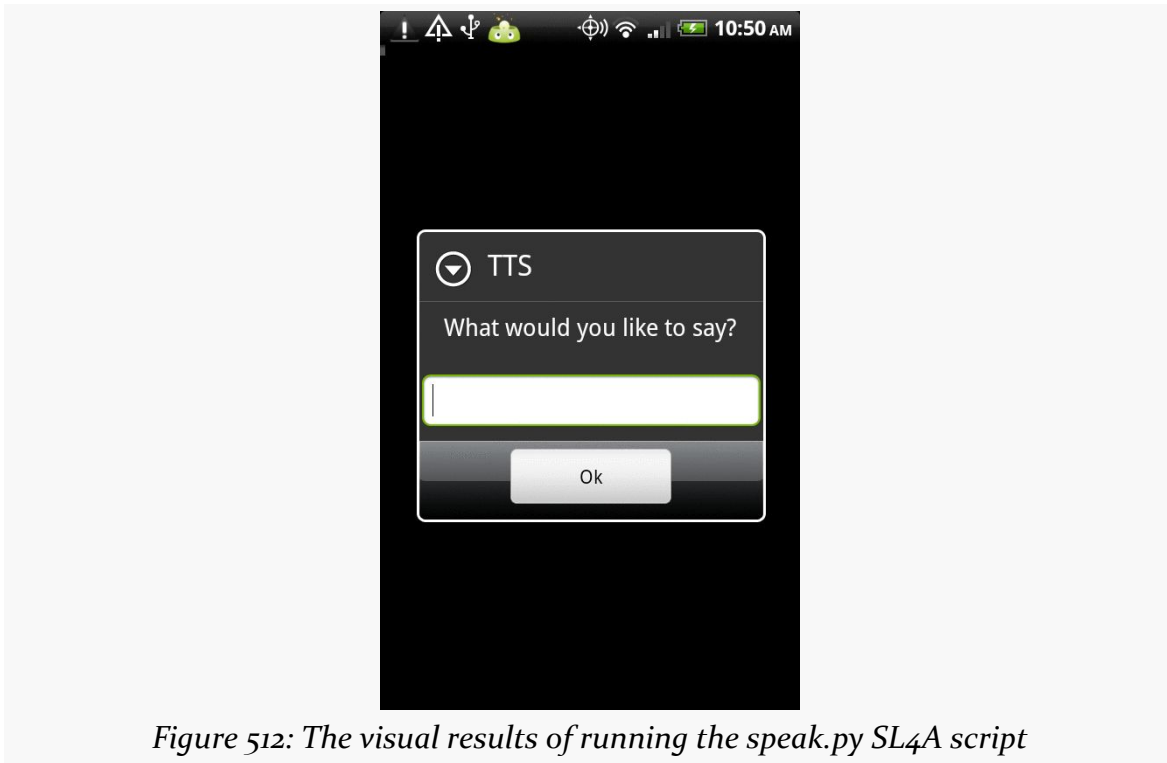 10:50 AM
TTS
What would you like to say?
Ok
Figure 512: The visual results of running the speak.py SL4A script